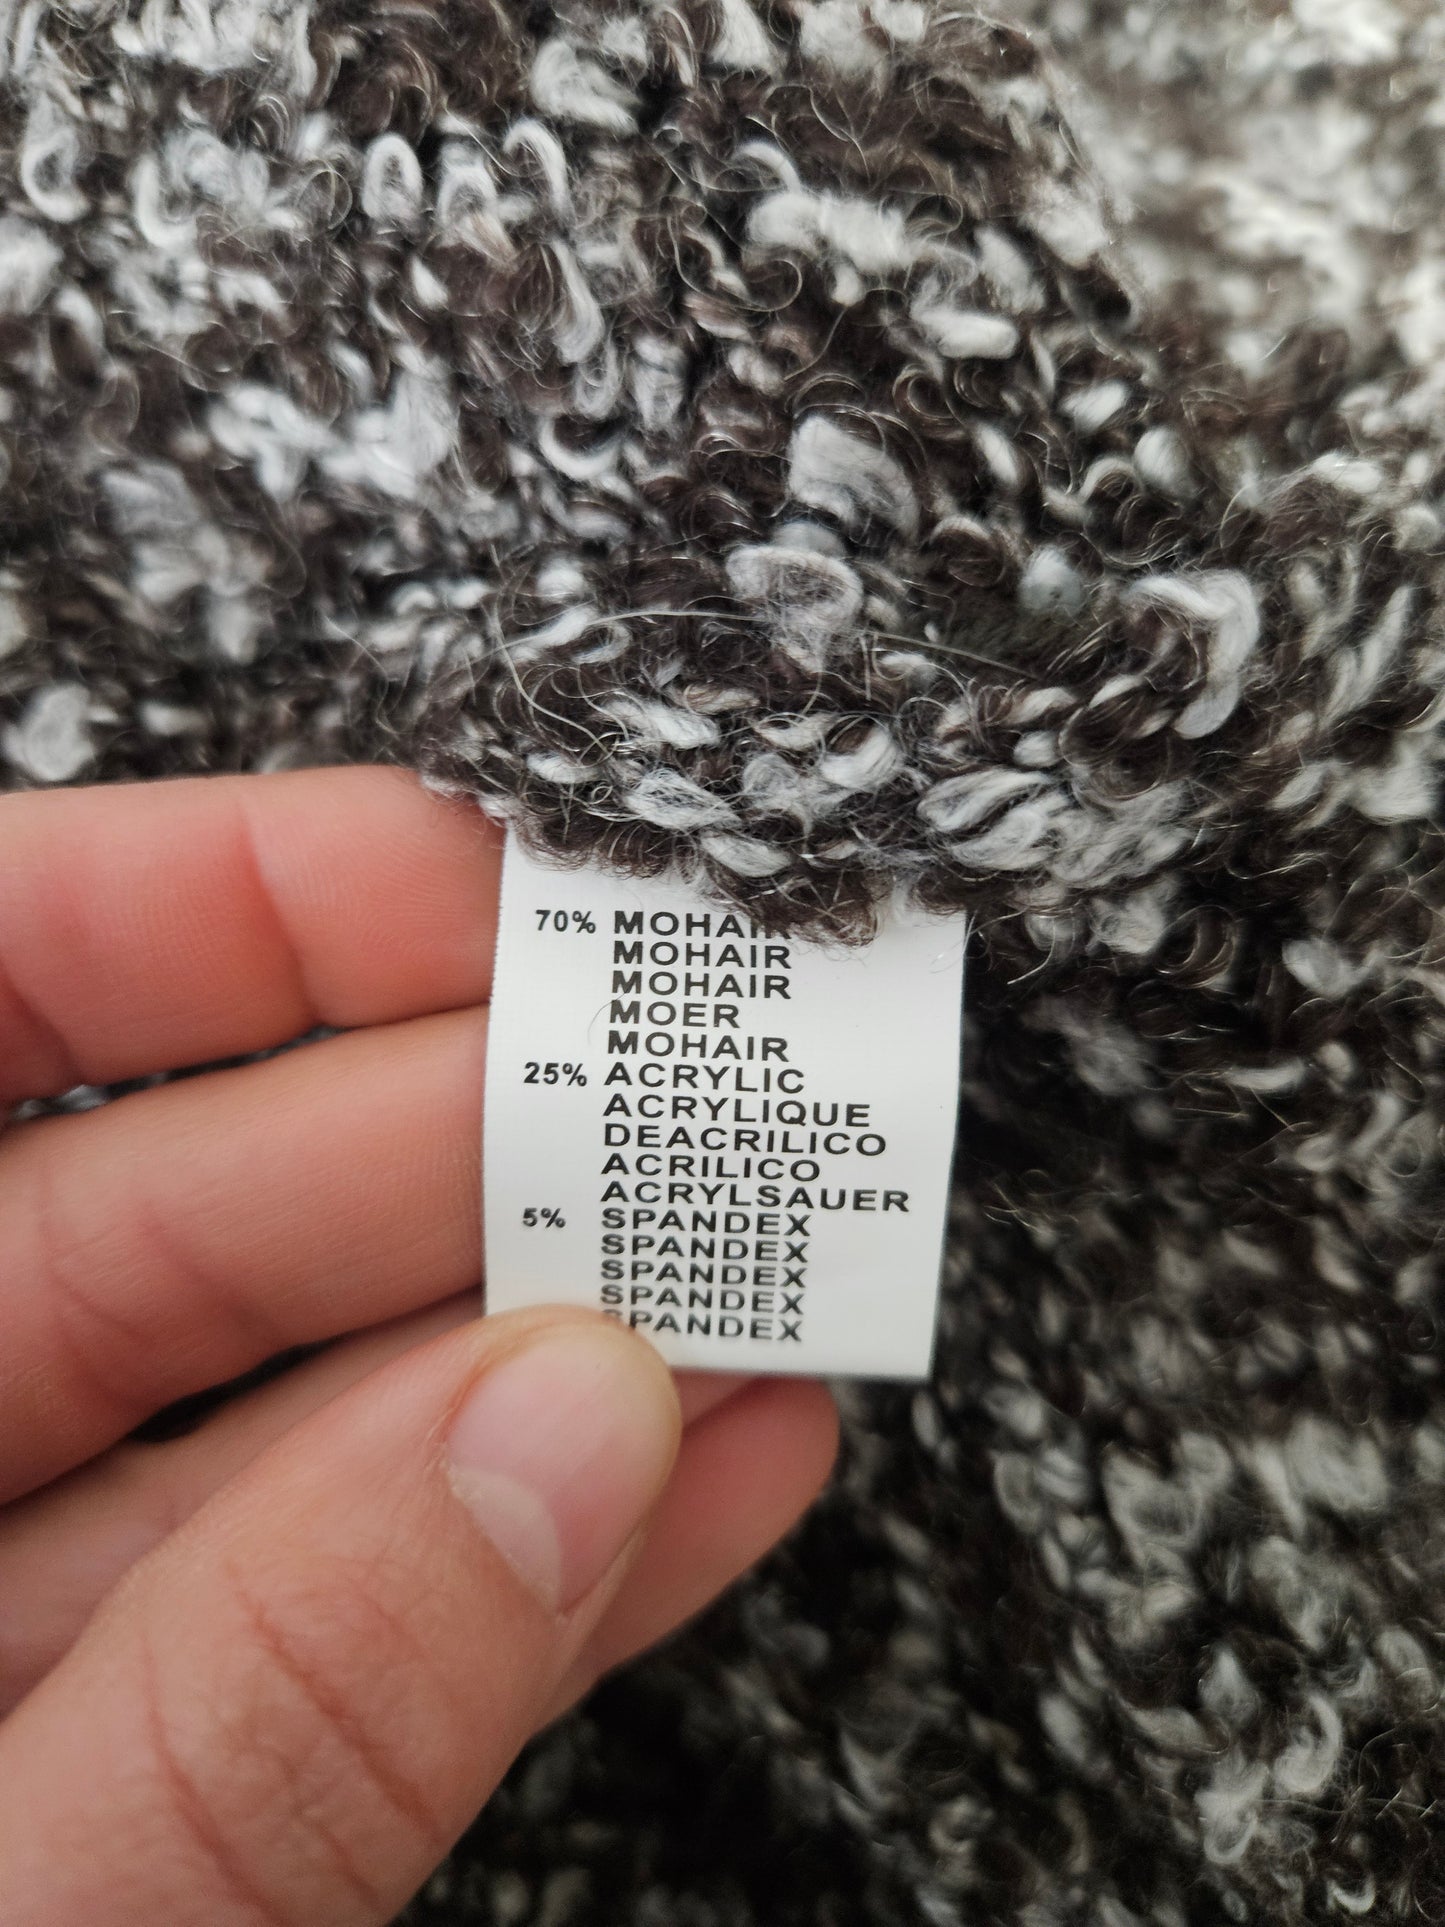 70% MOHAIR
MOHAIR
MOHAIR
MOER
MOHAIR
25% ACRYLIC
ACRYLIQUE
DEACRILICO
ACRILICO
ACRYLSAUER
5% SPANDEX
SPANDEX
SPANDEX
SPANDEX
SPANDEX